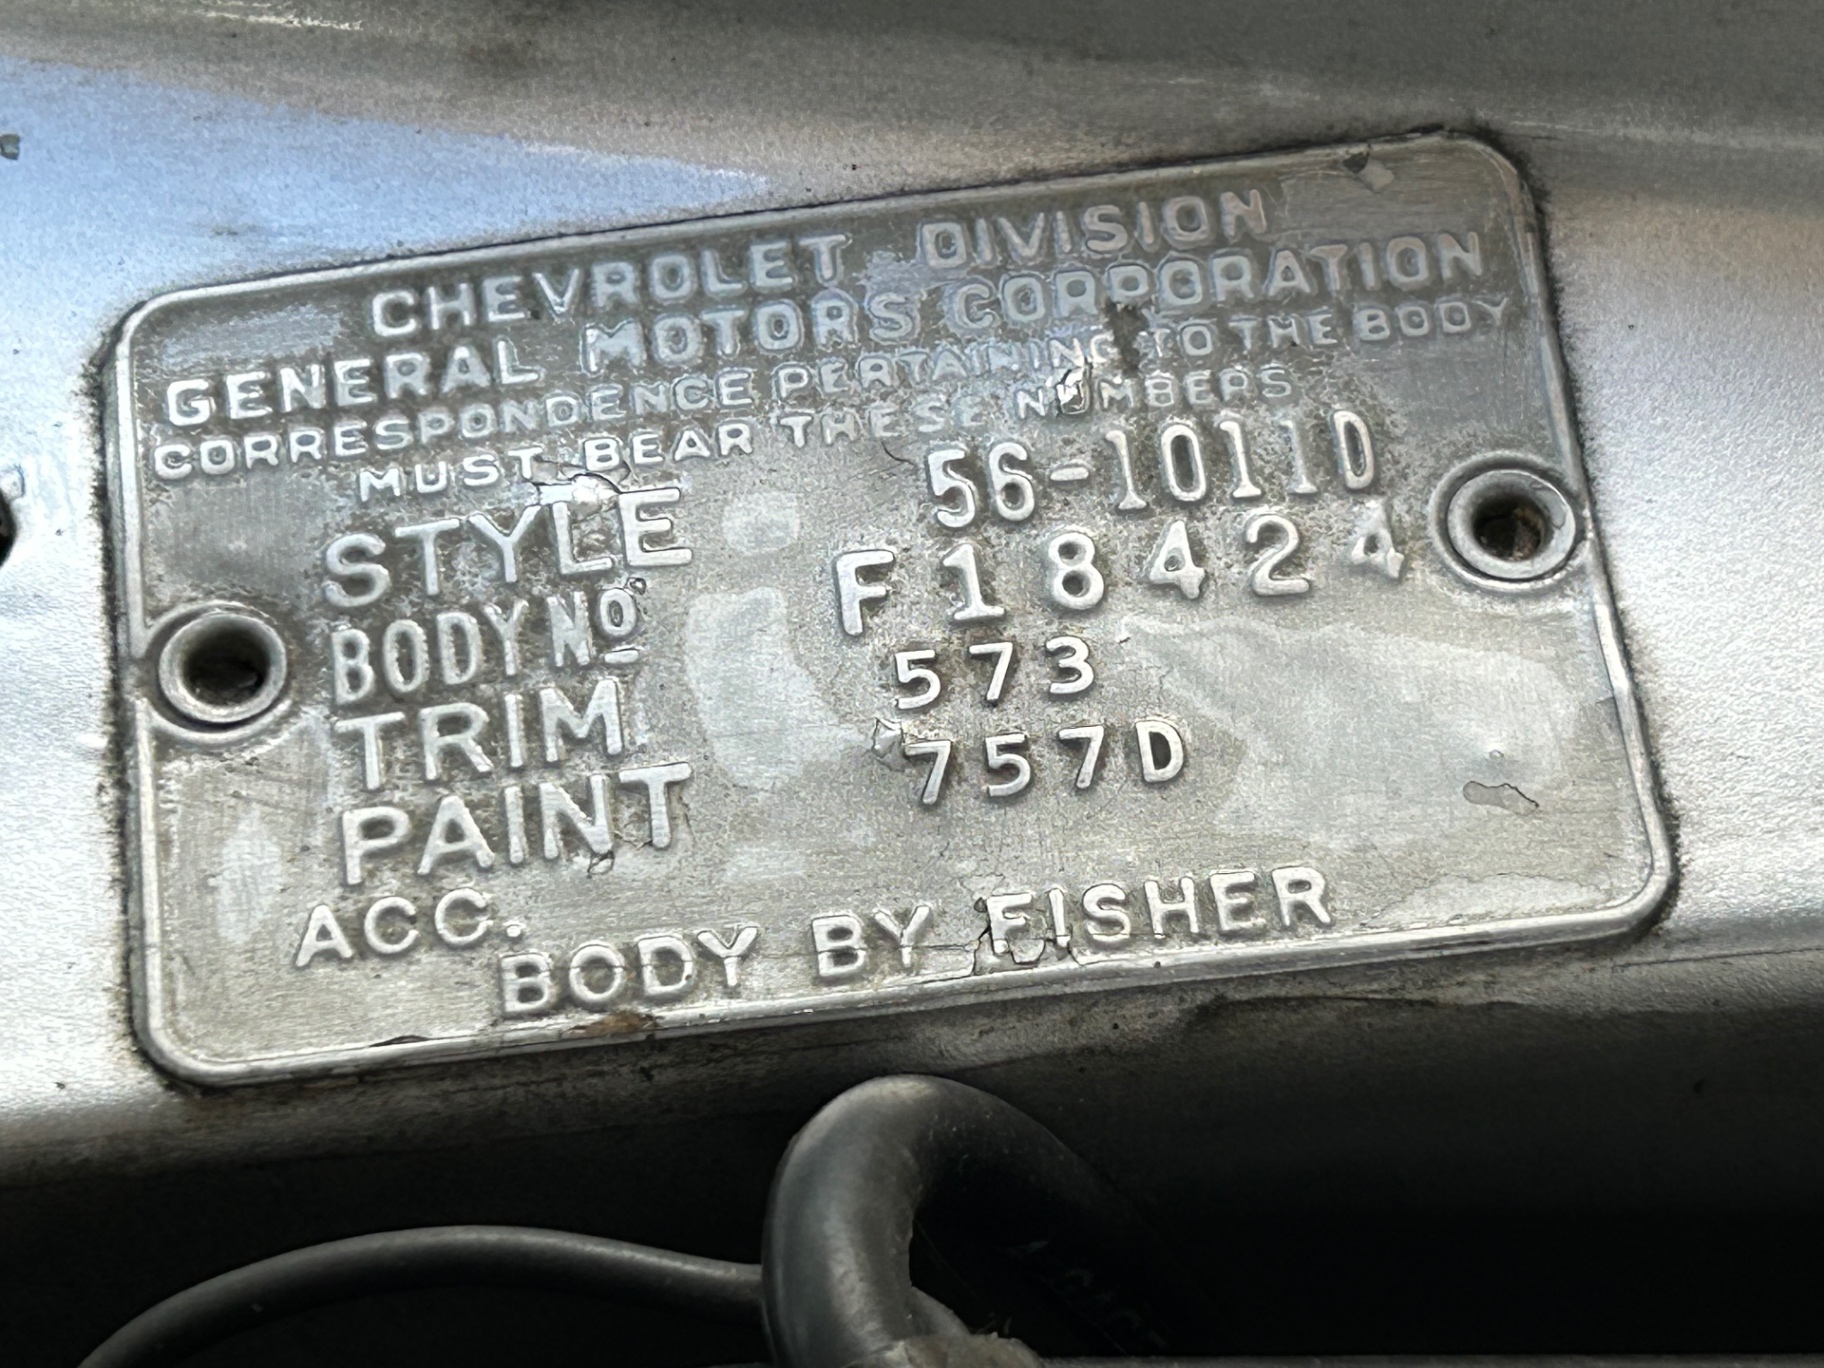 CHEVROLET DIVISION
GENERAL MOTORS CORPORATION
CORRESPONDENCE PERTAINING TO THE BODY
MUST BEAR THESE NUMBERS
STYLE 56-1011D
BODY Nº F18424
TRIM 573
PAINT 757D
ACC.
BODY BY FISHER